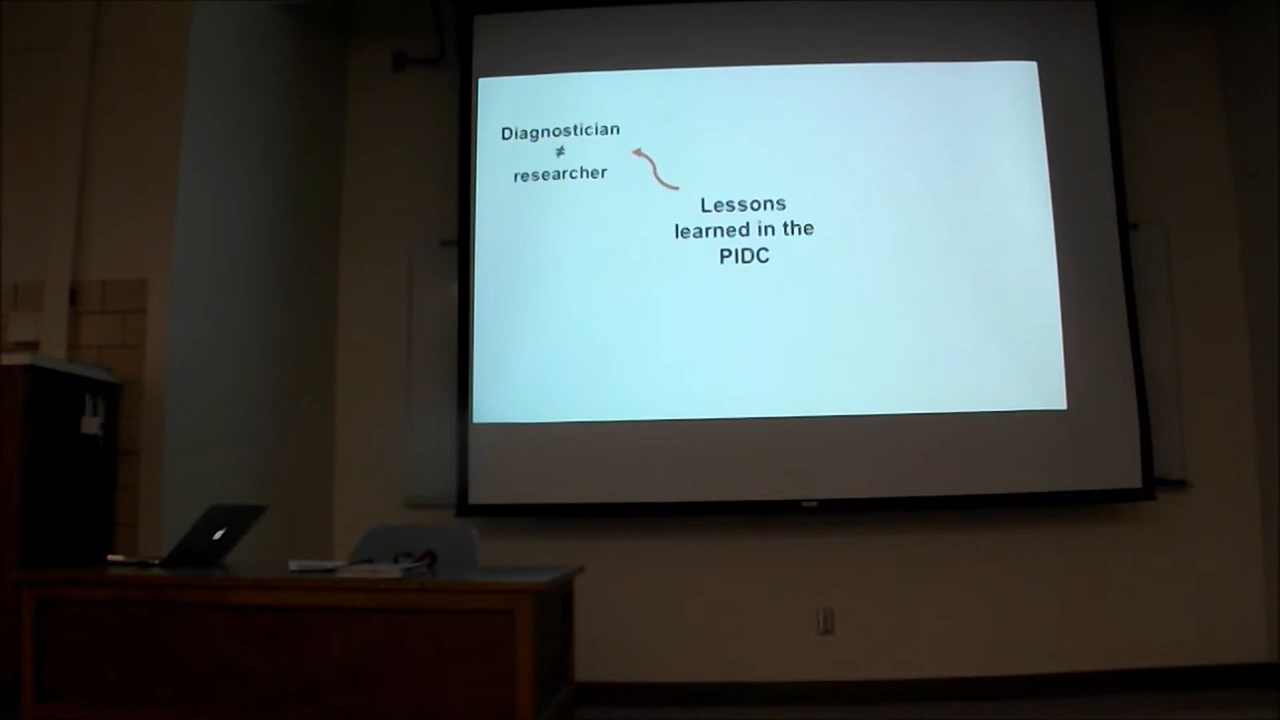 Diagnostician
≠
researcher
Lessons
learned in the
PIDC